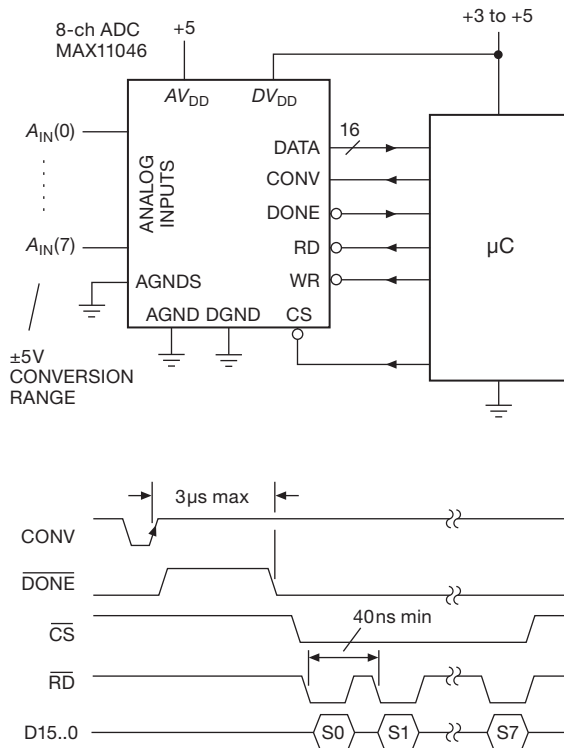 8-ch ADC
MAX11046
+5
+3 to +5
AVDD
DVDD
AIN(0)
AIN(7)
ANALOG
INPUTS
DATA
16
CONV
DONE
RD
WR
µC
AGNDS
AGND
DGND
CS
±5V
CONVERSION
RANGE
3µs max
CONV
DONE
40ns min
CS
RD
D15..0
S0
S1
S7